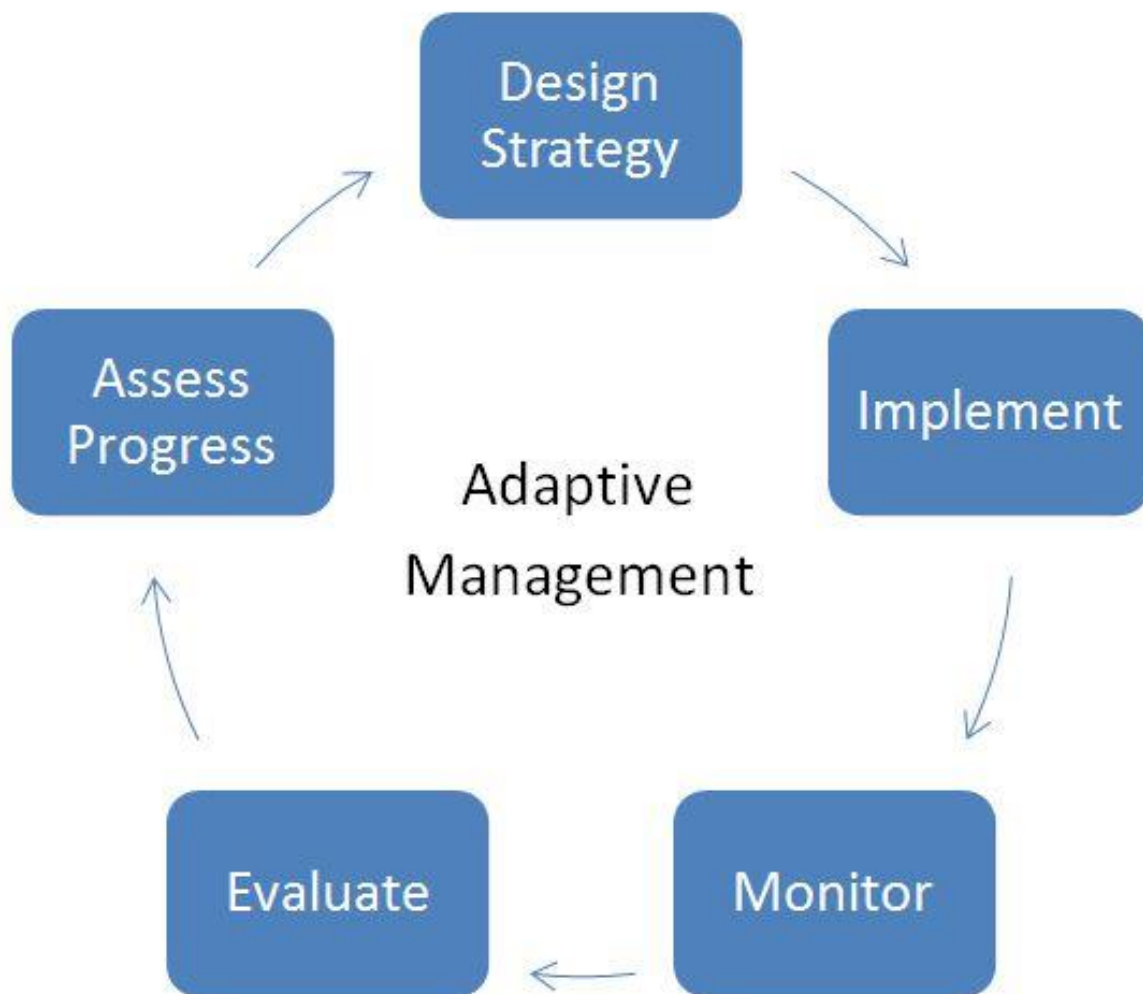 Design
Strategy
Implement
Monitor
Evaluate
Assess
Progress
Adaptive
Management